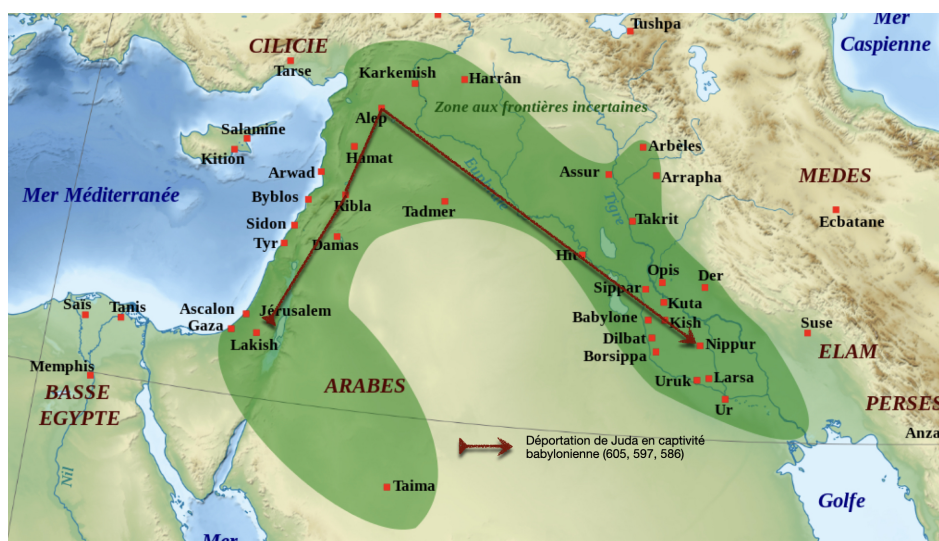 Tushpa
Mer
Caspienne
CILICIE
Tarse
Karkemish
Harrân
Zone aux frontières incertaines
Alep
Salamine
Kition
Hamat
Arbèles
Arwad
Assur
Arrapha
MEDES
Mer Méditerranée
Byblos
Ribla
Euphrate
Tadmer
Tigre
Takrit
Ecbatane
Sidon
Tyr
Damas
Hit
Opis
Der
Sippar
Kuta
Saïs
Tanis
Ascalon
Jérusalem
Gaza
Lakish
Babylone
Kish
Suse
Dilbat
Nippur
Borsippa
ELAM
Memphis
BASSE
EGYPTE
ARABES
Uruk
Larsa
Ur
PERSES
Anza
Déportation de Juda en captivité
babylonienne (605, 597, 586)
Nil
Taima
Golfe
Mer